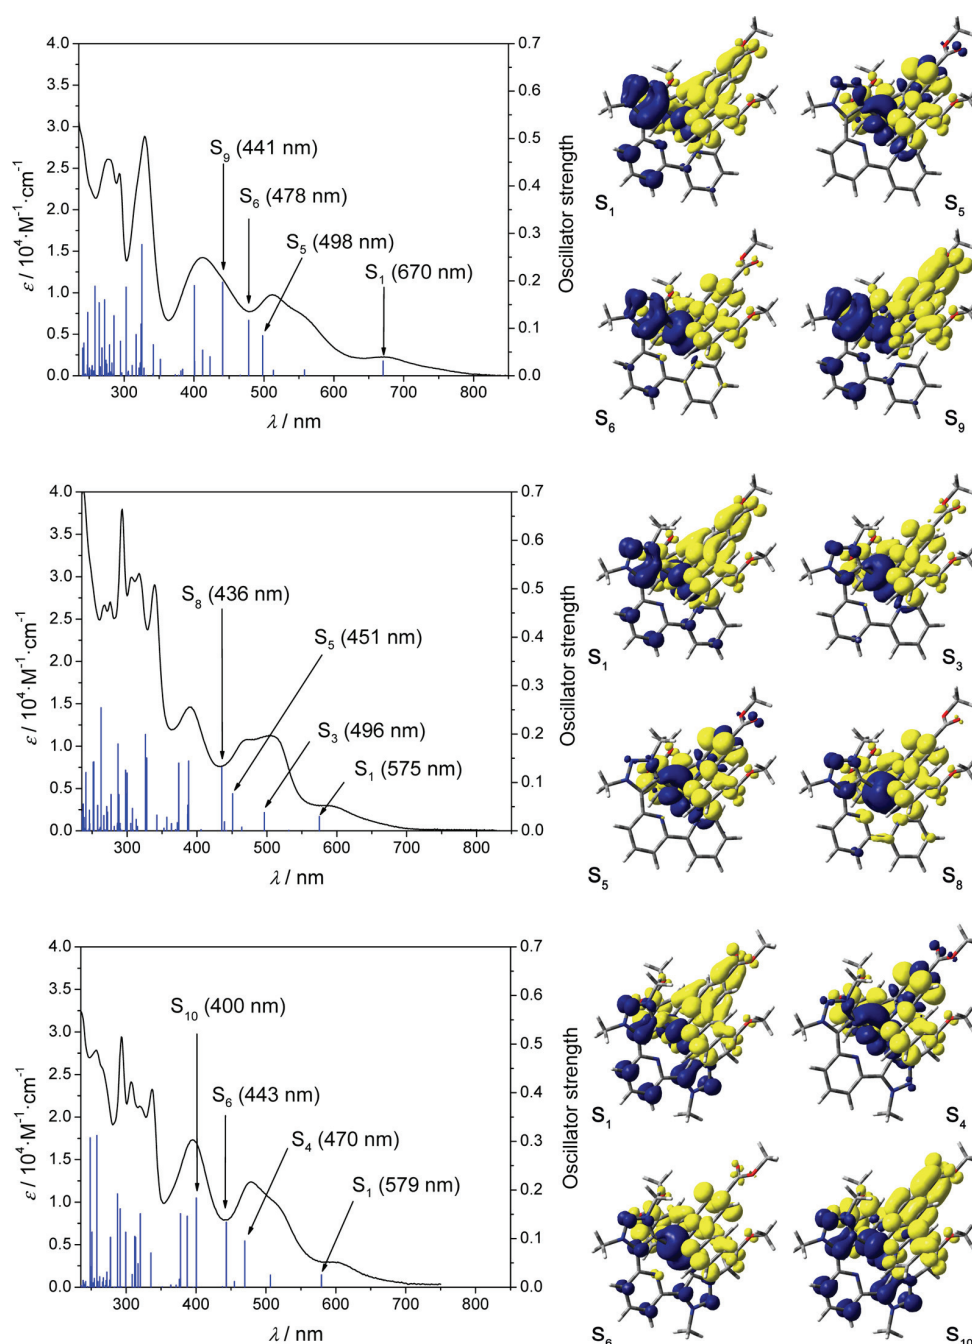 4.0
3.5
3.0
2.5
2.0
1.5
1.0
0.5
0.0
ε / 10⁴·M⁻¹·cm⁻¹
0.7
0.6
0.5
0.4
0.3
0.2
0.1
0.0
Oscillator strength
S₉ (441 nm)
S₆ (478 nm)
S₅ (498 nm)
S₁ (670 nm)
300 400 500 600 700 800
λ / nm
S₁
S₅
S₆
S₉
4.0
3.5
3.0
2.5
2.0
1.5
1.0
0.5
0.0
ε / 10⁴·M⁻¹·cm⁻¹
0.7
0.6
0.5
0.4
0.3
0.2
0.1
0.0
Oscillator strength
S₈ (436 nm)
S₅ (451 nm)
S₃ (496 nm)
S₁ (575 nm)
300 400 500 600 700 800
λ / nm
S₁
S₃
S₅
S₈
4.0
3.5
3.0
2.5
2.0
1.5
1.0
0.5
0.0
ε / 10⁴·M⁻¹·cm⁻¹
0.7
0.6
0.5
0.4
0.3
0.2
0.1
0.0
Oscillator strength
S₁₀ (400 nm)
S₆ (443 nm)
S₄ (470 nm)
S₁ (579 nm)
300 400 500 600 700 800
λ / nm
S₁
S₄
S₆
S₁₀